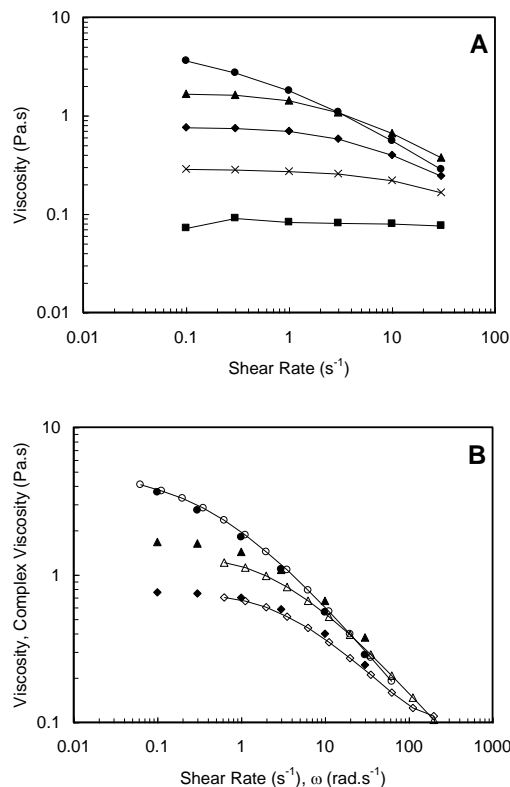 10
A
1
0.1
0.01
Viscosity (Pa.s)
0.01 0.1 1 10 100
Shear Rate (s⁻¹)
10
B
1
0.1
Viscosity, Complex Viscosity (Pa.s)
0.01 0.1 1 10 100 1000
Shear Rate (s⁻¹), ω (rad.s⁻¹)